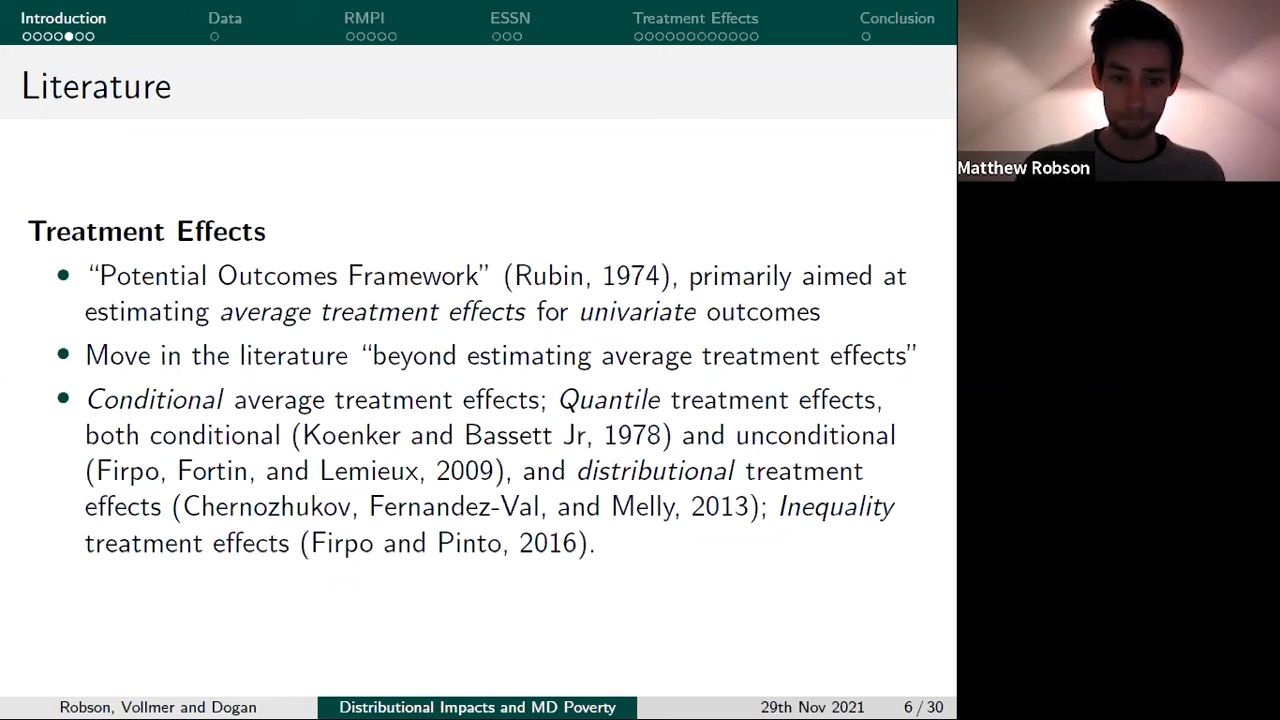 Introduction Data RMPI ESSN Treatment Effects Conclusion
Literature
Treatment Effects
“Potential Outcomes Framework” (Rubin, 1974), primarily aimed at
estimating average treatment effects for univariate outcomes
Move in the literature “beyond estimating average treatment effects”
Conditional average treatment effects; Quantile treatment effects,
both conditional (Koenker and Bassett Jr, 1978) and unconditional
(Firpo, Fortin, and Lemieux, 2009), and distributional treatment
effects (Chernozhukov, Fernandez-Val, and Melly, 2013); Inequality
treatment effects (Firpo and Pinto, 2016).
Robson, Vollmer and Dogan Distributional Impacts and MD Poverty 29th Nov 2021 6 / 30
Matthew Robson